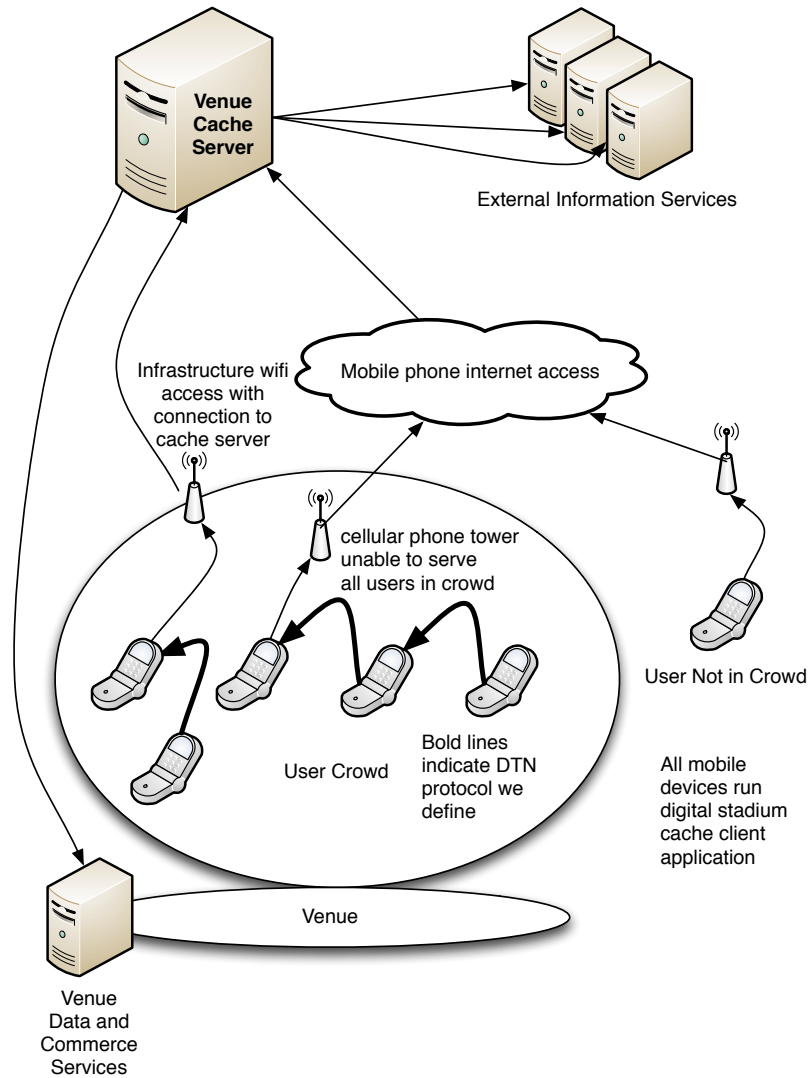 Venue
Cache
Server
External Information Services
Mobile phone internet access
Infrastructure wifi
access with
connection to
cache server
cellular phone tower
unable to serve
all users in crowd
User Not in Crowd
User Crowd
Bold lines
indicate DTN
protocol we
define
All mobile
devices run
digital stadium
cache client
application
Venue
Venue
Data and
Commerce
Services